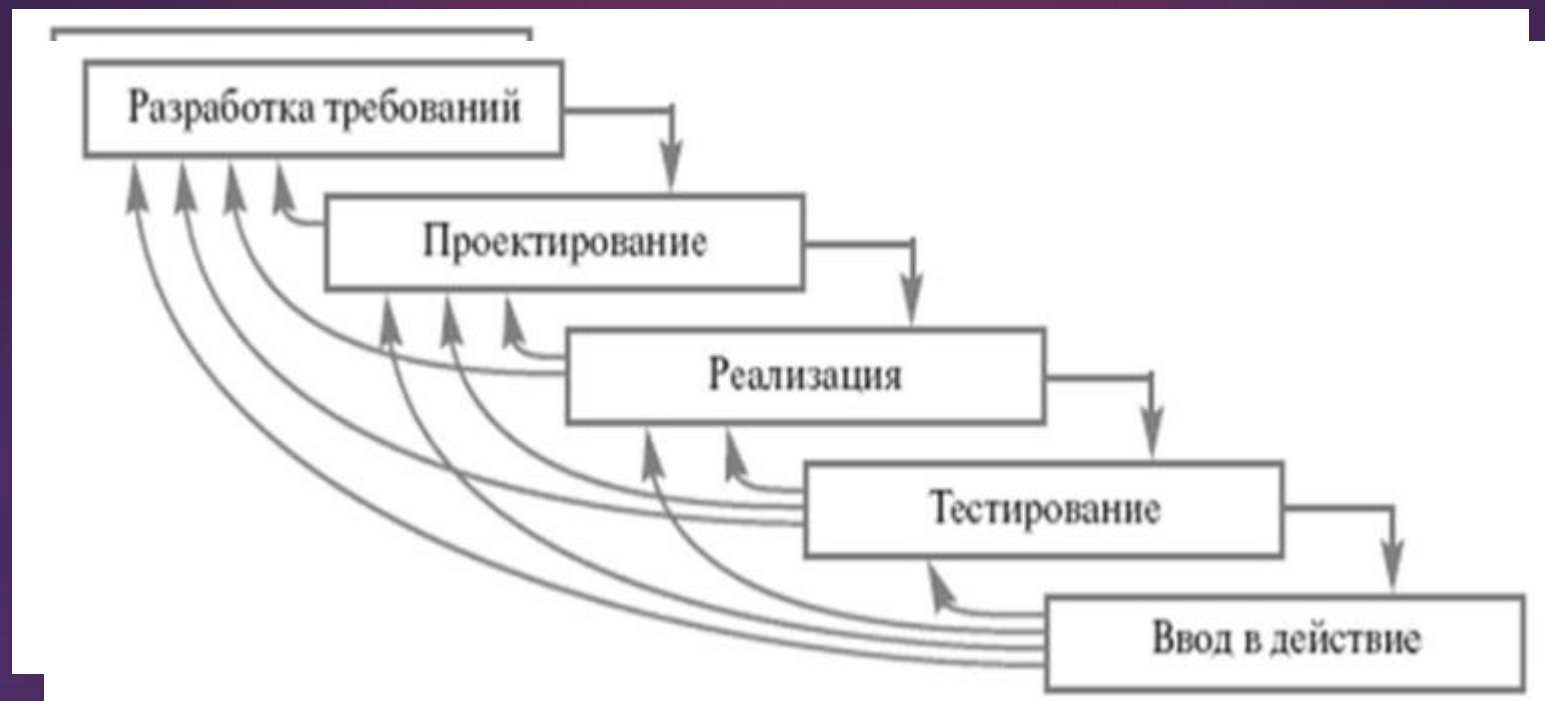 Разработка требований
Проектирование
Реализация
Тестирование
Ввод в действие